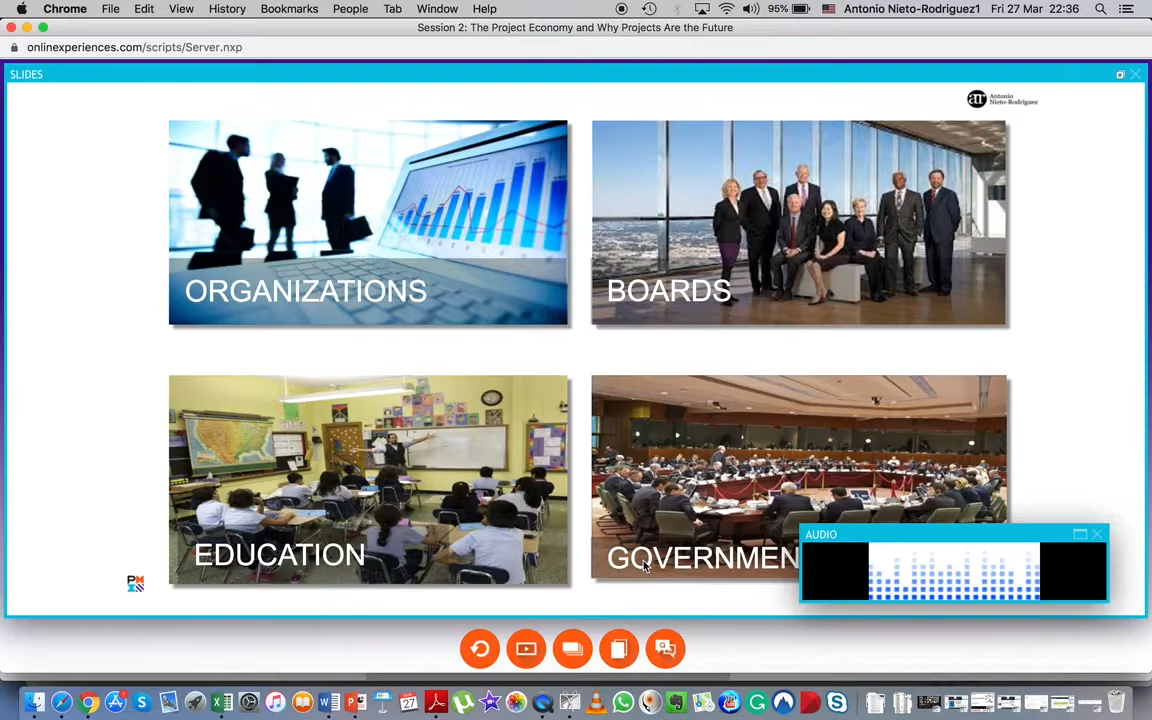 Chrome File Edit View History Bookmarks People Tab Window Help 95% Antonio Nieto-Rodriguez1 Fri 27 Mar 22:36
Session 2: The Project Economy and Why Projects Are the Future
onlinexperiences.com/scripts/Server.nxp
SLIDES
ar Antonio
Nieto-Rodriguez
ORGANIZATIONS
BOARDS
EDUCATION
GOVERNMEN
AUDIO
PM